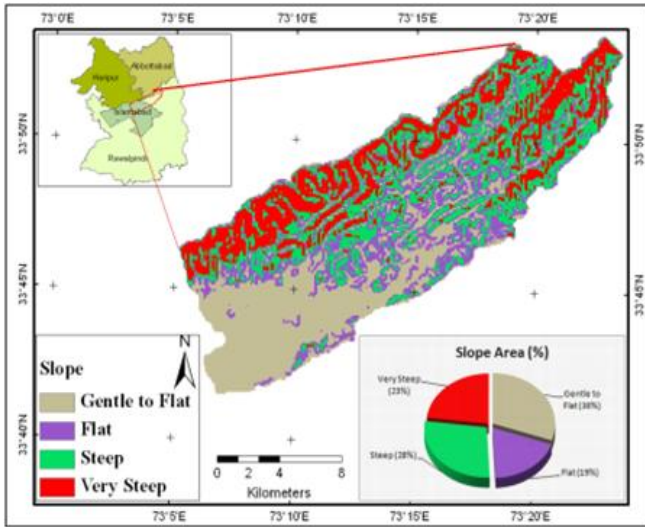 73°0'E
73°5'E
73°10'E
73°15'E
73°20'E
33°50'N
33°45'N
33°40'N
Haripur
Abbottabad
Islamabad
Rawalpindi
33°50'N
33°45'N
Slope
N
Gentle to Flat
Flat
Steep
Very Steep
0 2 4 8
Kilometers
Slope Area (%)
Very Steep
(23%)
Gentle to
Flat (30%)
Steep (28%)
Flat (19%)
73°5'E
73°10'E
73°15'E
73°20'E